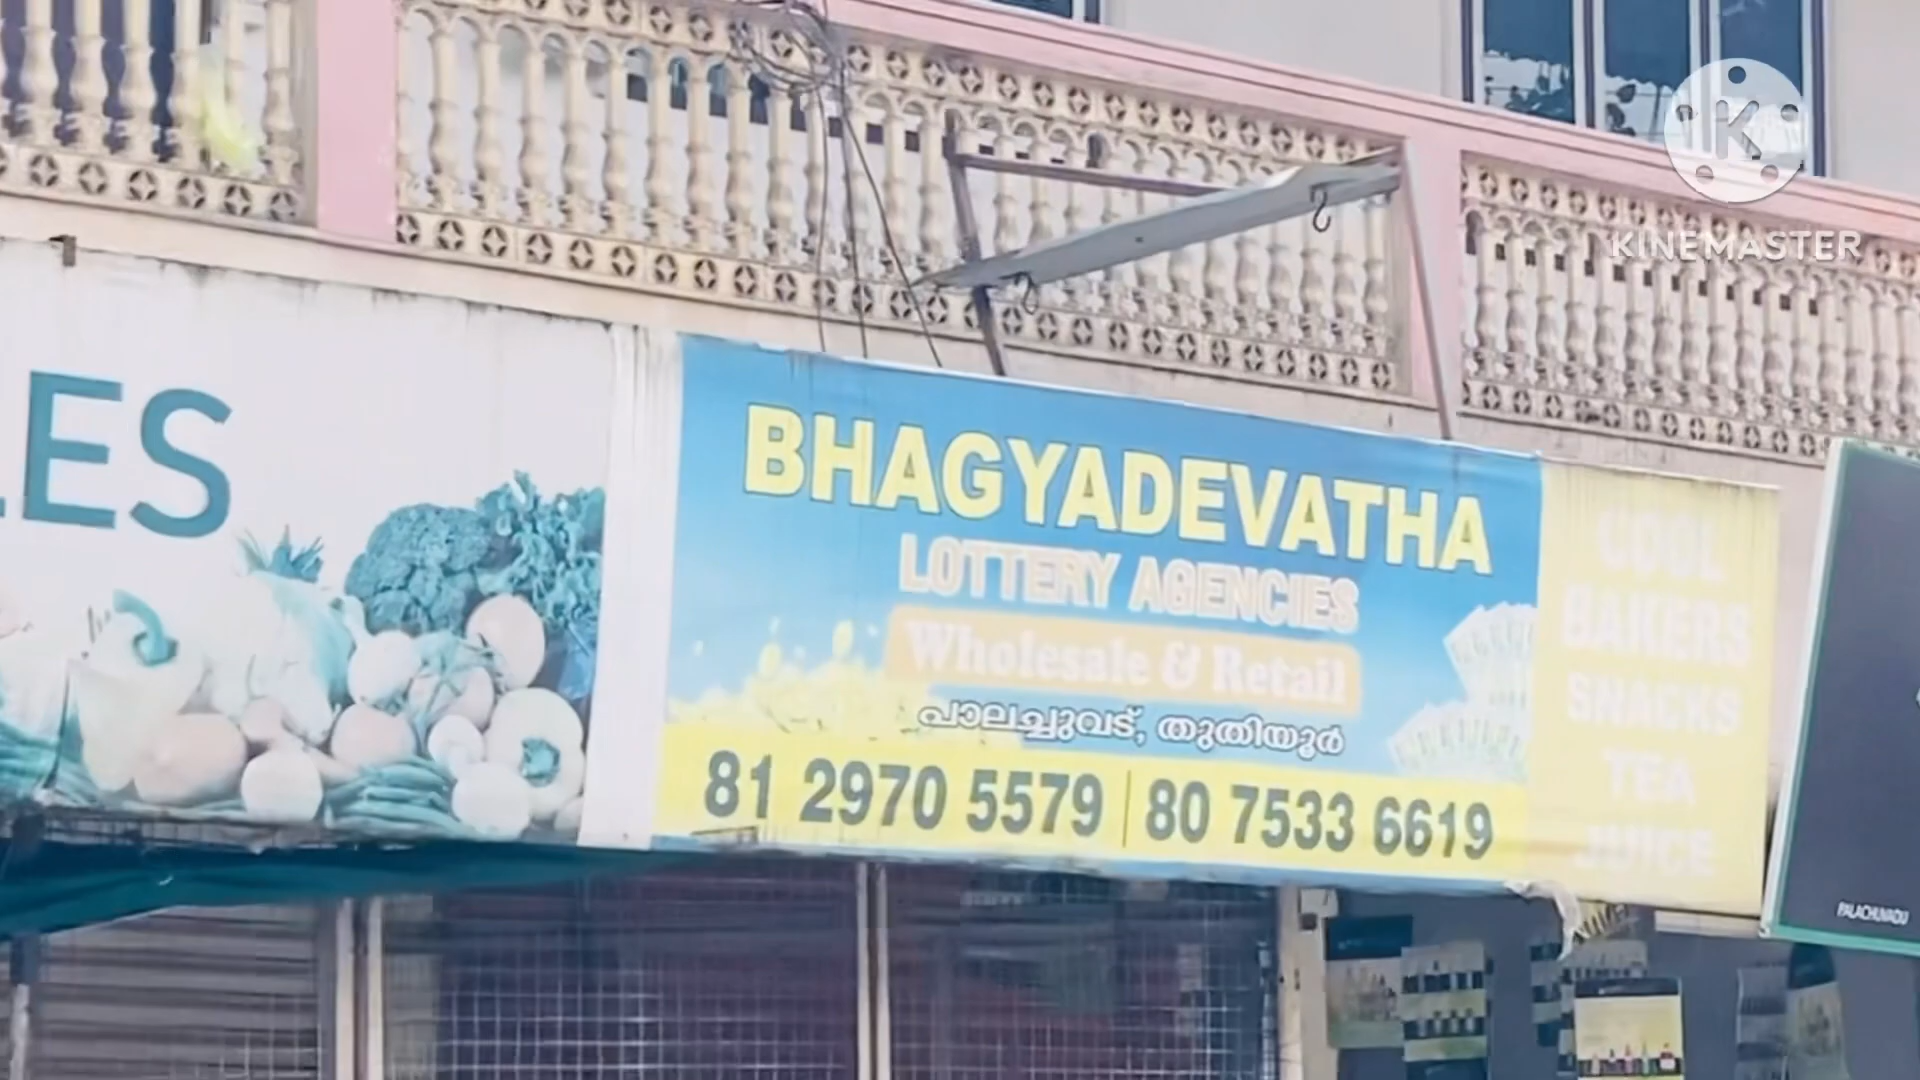 LES
BHAGYADEVATHA
LOTTERY AGENCIES
Wholesale & Retail
പാലച്ചുവട്, തുതിയൂർ
81 2970 5579 | 80 7533 6619
COOL
BAKERS
SNACKS
TEA
JUICE
PALACHUVADU
K
KINEMASTER